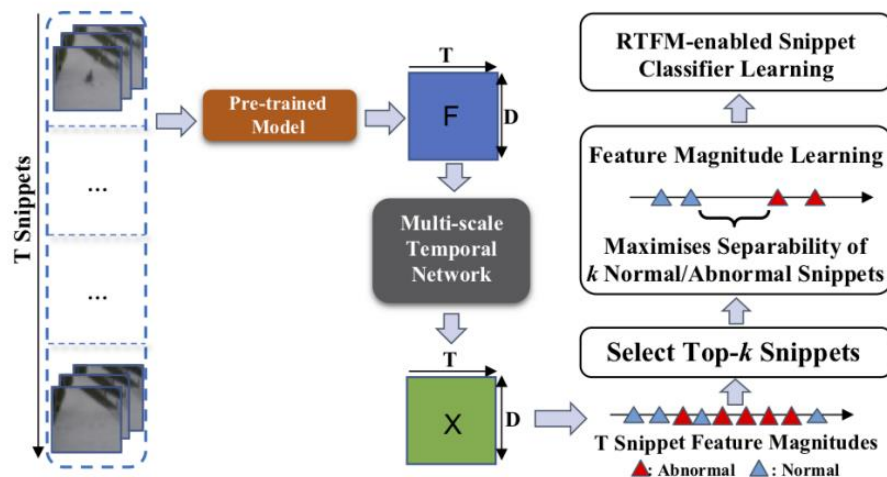 T Snippets
...
...
Pre-trained
Model
T
F
D
Multi-scale
Temporal
Network
T
X
D
RTFM-enabled Snippet
Classifier Learning
Feature Magnitude Learning
Maximises Separability of
k Normal/Abnormal Snippets
Select Top-k Snippets
T Snippet Feature Magnitudes
: Abnormal : Normal